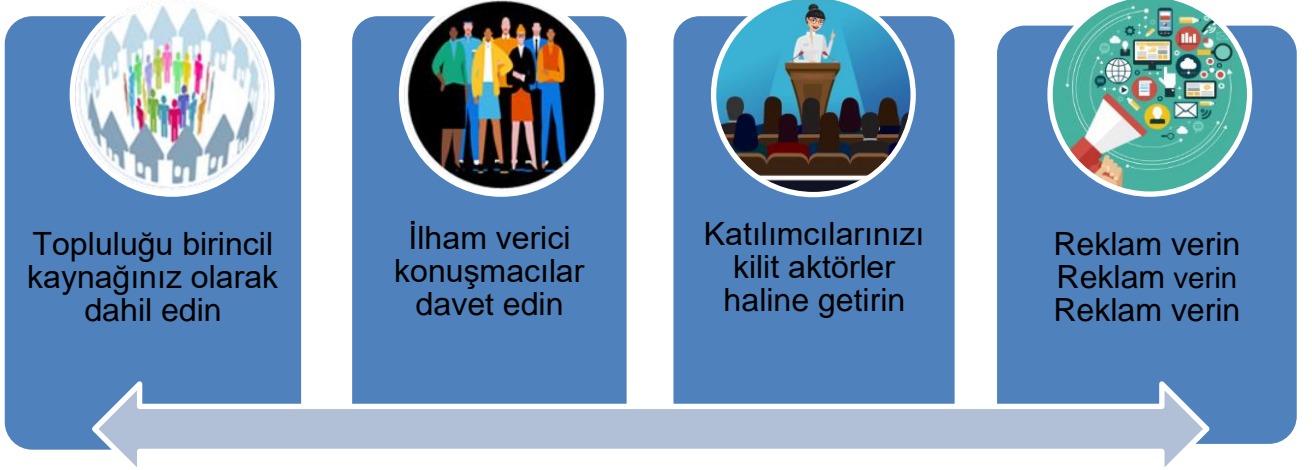 Topluluğu birincil
kaynağınız olarak
dahil edin
İlham verici
konuşmacılar
davet edin
Katılımcılarınızı
kilit aktörler
haline getirin
Reklam verin
Reklam verin
Reklam verin